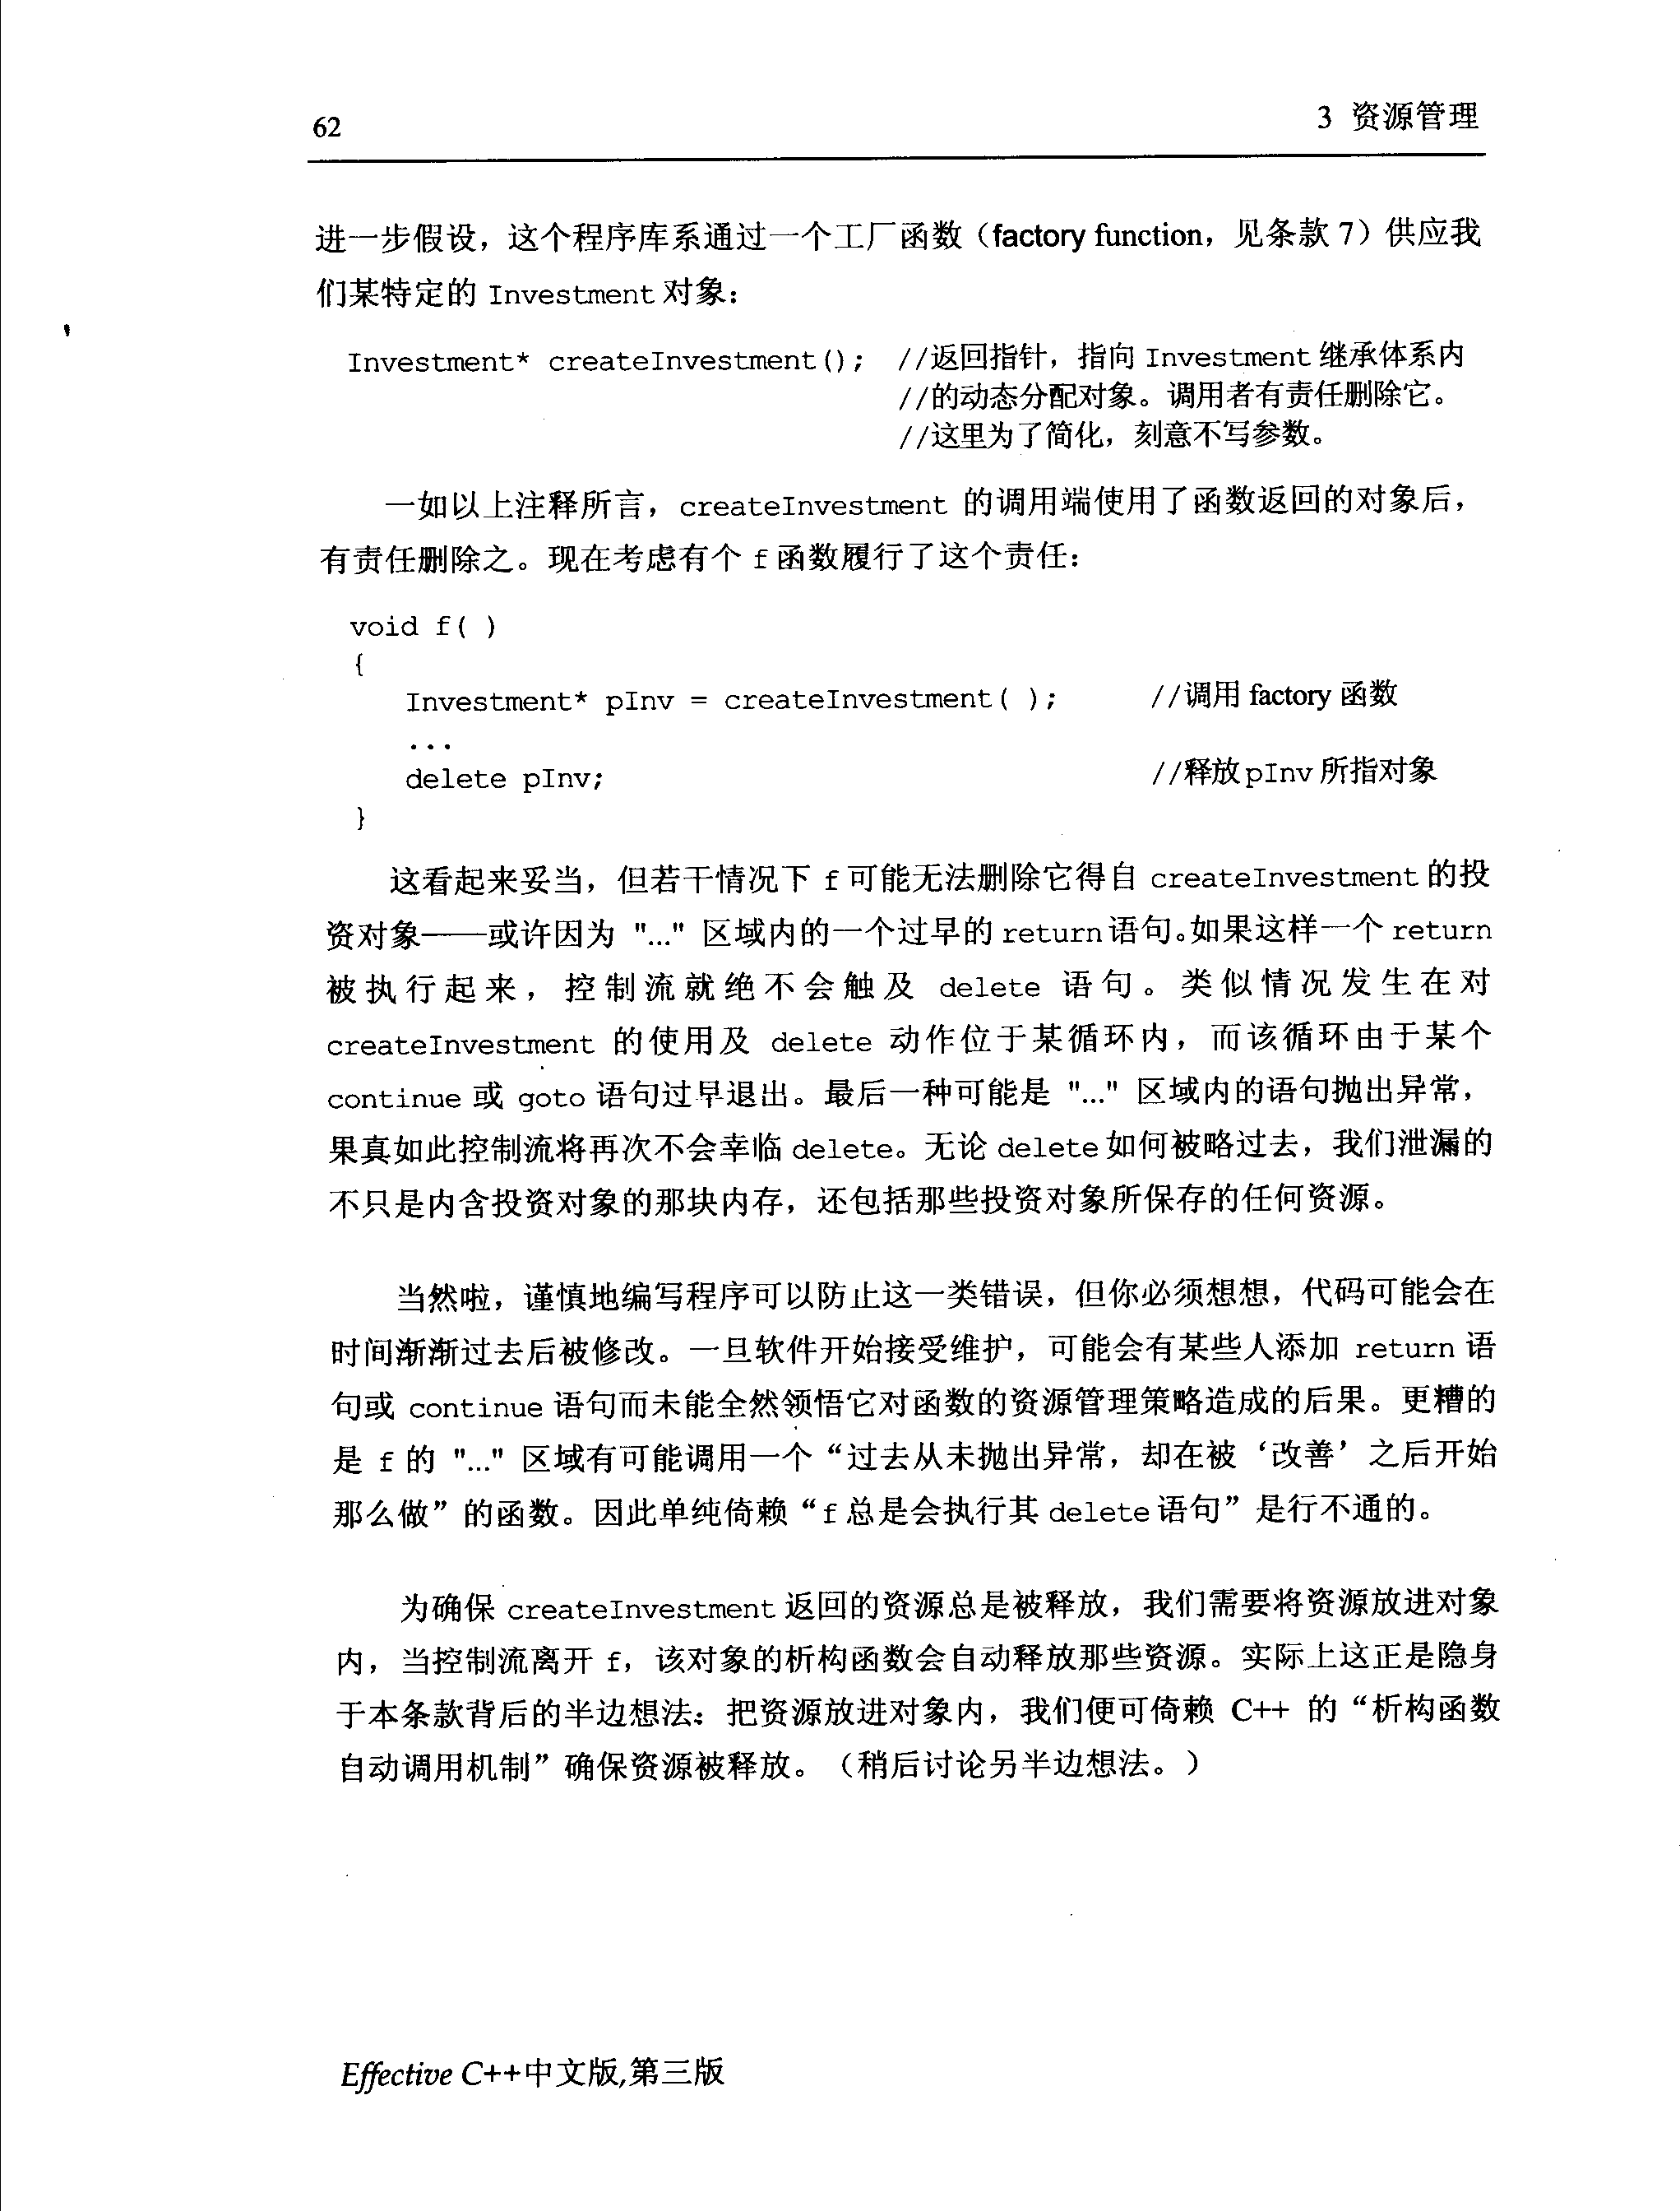 62
3 资源管理
进一步假设，这个程序库系通过一个工厂函数（factory function，见条款 7）供应我
们某特定的 Investment 对象：
Investment* createInvestment(); //返回指针，指向 Investment 继承体系内
//的动态分配对象。调用者有责任删除它。
//这里为了简化，刻意不写参数。
一如以上注释所言，createInvestment 的调用端使用了函数返回的对象后，
有责任删除之。现在考虑有个 f 函数履行了这个责任：
void f( )
{
Investment* pInv = createInvestment( ); //调用 factory 函数
...
delete pInv; //释放 pInv 所指对象
}
这看起来妥当，但若干情况下 f 可能无法删除它得自 createInvestment 的投
资对象——或许因为 "..." 区域内的一个过早的 return 语句。如果这样一个 return
被执行起来，控制流就绝不会触及 delete 语句。类似情况发生在对
createInvestment 的使用及 delete 动作位于某循环内，而该循环由于某个
continue 或 goto 语句过早退出。最后一种可能是 "..." 区域内的语句抛出异常，
果真如此控制流将再次不会幸临 delete。无论 delete 如何被略过去，我们泄漏的
不只是内含投资对象的那块内存，还包括那些投资对象所保存的任何资源。
当然啦，谨慎地编写程序可以防止这一类错误，但你必须想想，代码可能会在
时间渐渐过去后被修改。一旦软件开始接受维护，可能会有某些人添加 return 语
句或 continue 语句而未能全然领悟它对函数的资源管理策略造成的后果。更糟的
是 f 的 "..." 区域有可能调用一个“过去从未抛出异常，却在被‘改善’之后开始
那么做”的函数。因此单纯倚赖“f 总是会执行其 delete 语句”是行不通的。
为确保 createInvestment 返回的资源总是被释放，我们需要将资源放进对象
内，当控制流离开 f，该对象的析构函数会自动释放那些资源。实际上这正是隐身
于本条款背后的半边想法：把资源放进对象内，我们便可倚赖 C++ 的“析构函数
自动调用机制”确保资源被释放。（稍后讨论另半边想法。）
Effective C++中文版,第三版